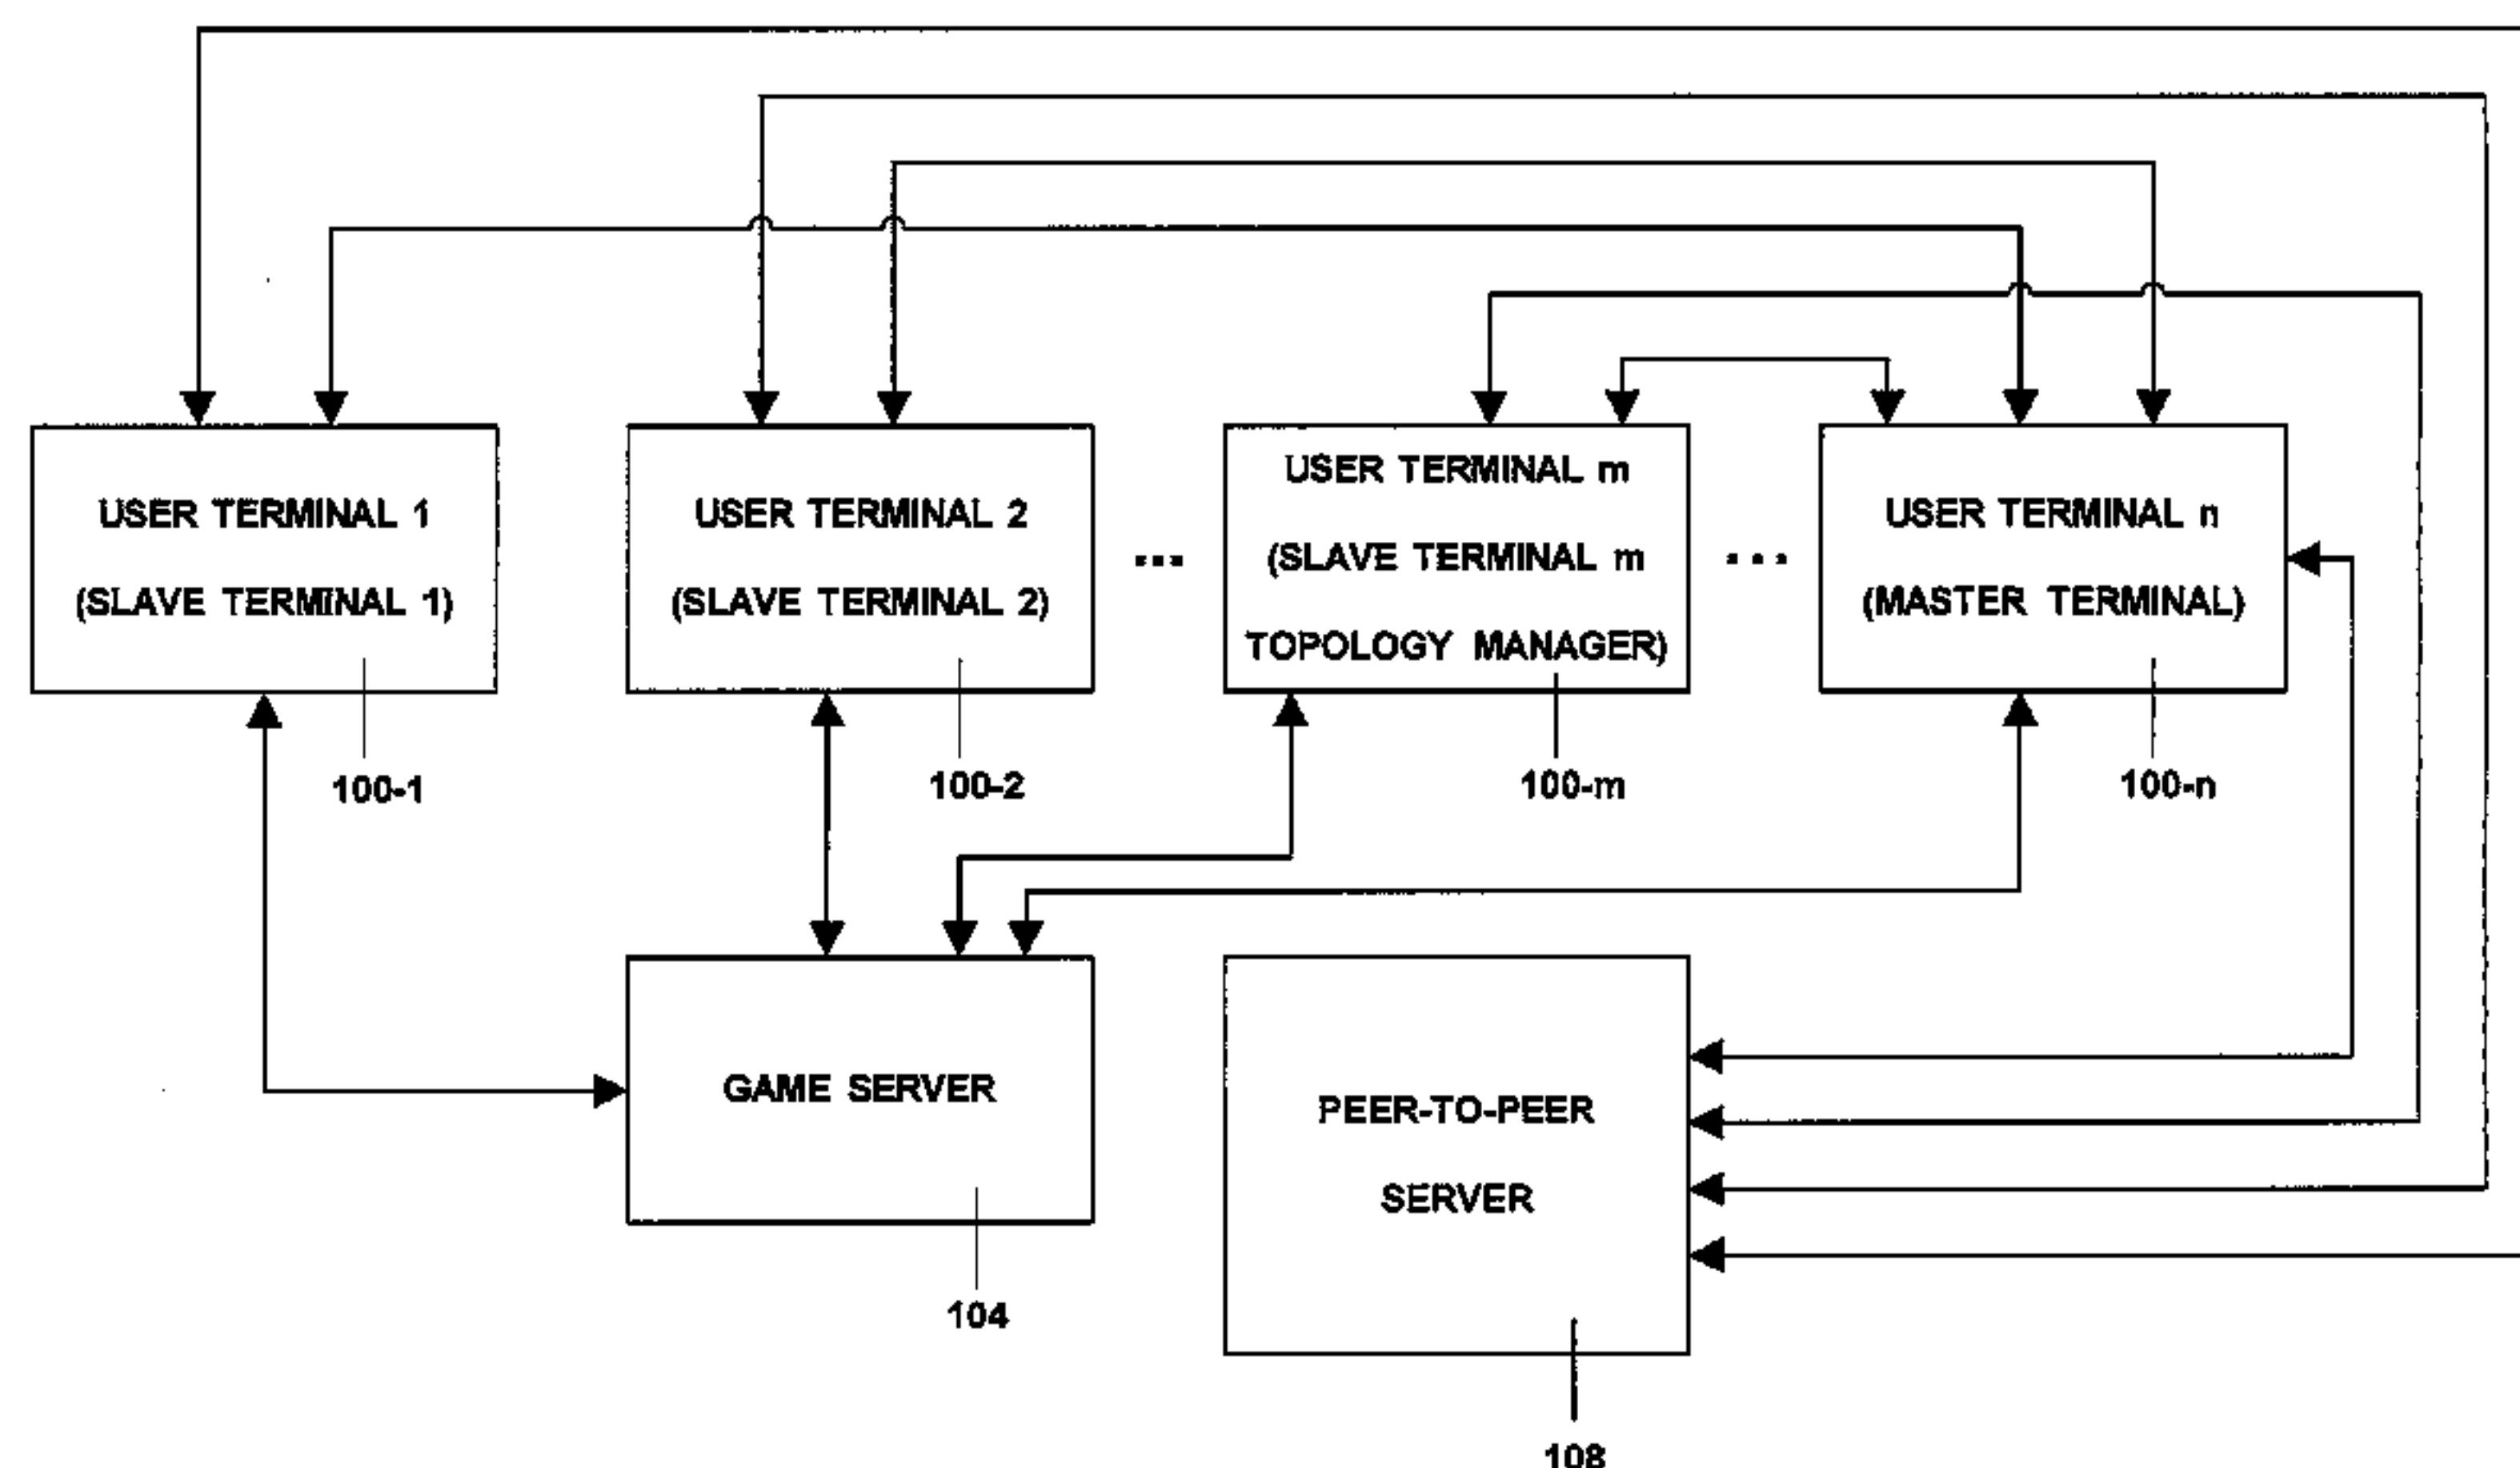 USER TERMINAL 1
(SLAVE TERMINAL 1)
100-1
USER TERMINAL 2
(SLAVE TERMINAL 2)
100-2
...
USER TERMINAL m
(SLAVE TERMINAL m
TOPOLOGY MANAGER)
100-m
...
USER TERMINAL n
(MASTER TERMINAL)
100-n
GAME SERVER
104
PEER-TO-PEER
SERVER
108